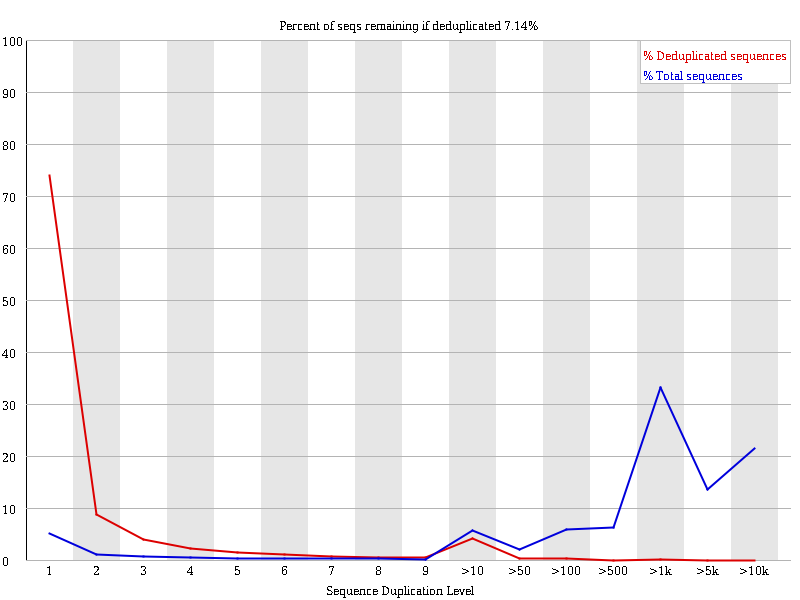 Percent of seqs remaining if deduplicated 7.14%
% Deduplicated sequences
% Total sequences
100
90
80
70
60
50
40
30
20
10
0
1 2 3 4 5 6 7 8 9 >10 >50 >100 >500 >1k >5k >10k
Sequence Duplication Level